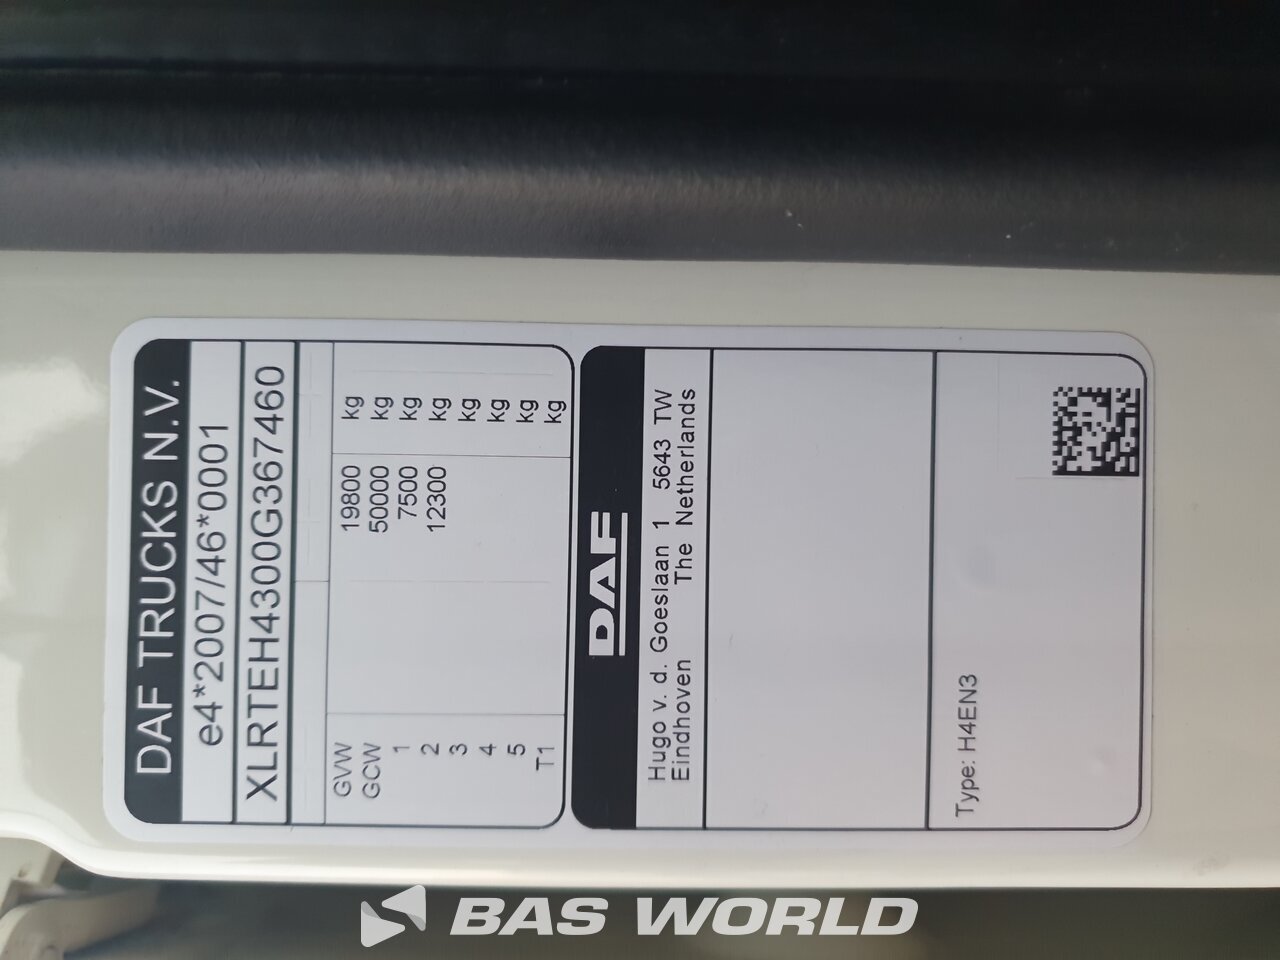 DAF TRUCKS N.V.
e4*2007/46*0001
XLRTEH4300G367460
GVW 19800 kg
GCW 50000 kg
1 7500 kg
2 12300 kg
3 kg
4 kg
5 kg
T1 kg
DAF
Hugo v. d. Goeslaan 1 5643 TW
Eindhoven The Netherlands
Type: H4EN3
BAS WORLD